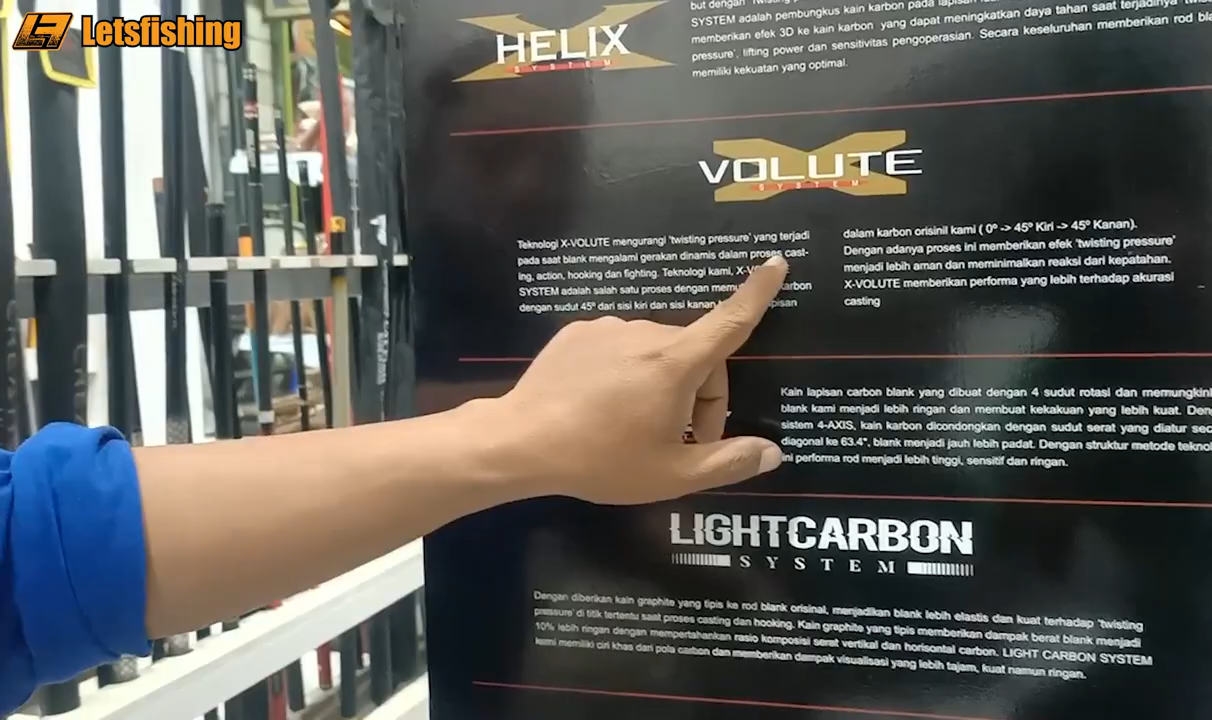 Letsfishing
but dengan
SYSTEM adalah pembungkus kain karbon pada lapisan
memberikan efek 3D ke kain karbon yang dapat meningkatkan daya tahan saat terjadinya
pressure', lifting power dan sensitivitas pengoperasian. Secara keseluruhan memberikan rod
memiliki kekuatan yang optimal.
HELIX
SYSTEM
VOLUTE
SYSTEM
Teknologi X-VOLUTE mengurangi 'twisting pressure' yang terjadi
pada saat blank mengalami gerakan dinamis dalam proses cast-
ing, action, hooking dan fighting. Teknologi kami,
SYSTEM adalah salah satu proses dengan karbon
dengan sudut 45º dari sisi kiri dan sisi kanan
dalam karbon orisinil kami ( 0º -> 45º Kiri -> 45º Kanan).
Dengan adanya proses ini memberikan efek 'twisting pressure'
menjadi lebih aman dan meminimalkan reaksi dari kepatahan.
X-VOLUTE memberikan performa yang lebih terhadap akurasi
casting
Kain lapisan carbon blank yang dibuat dengan 4 sudut rotasi dan
blank kami menjadi lebih ringan dan membuat kekakuan yang lebih kuat.
sistem 4-AXIS, kain karbon dicondongkan dengan sudut serat yang diatur
diagonal ke 63.4°, blank menjadi jauh lebih padat. Dengan struktur metode
ini performa rod menjadi lebih tinggi, sensitif dan ringan.
LIGHTCARBON
SYSTEM
Dengan diberikan kain graphite yang tipis ke rod blank orisinal, menjadikan blank lebih elastis dan kuat terhadap 'twisting
pressure' di titik tertentu saat proses casting dan hooking. Kain graphite yang tipis memberikan dampak berat blank menjadi
10% lebih ringan dengan mempertahankan rasio komposisi serat vertikal dan horisontal carbon. LIGHT CARBON SYSTEM
kami memiliki ciri khas dari pola carbon dan memberikan dampak visualisasi yang lebih tajam, kuat namun ringan.